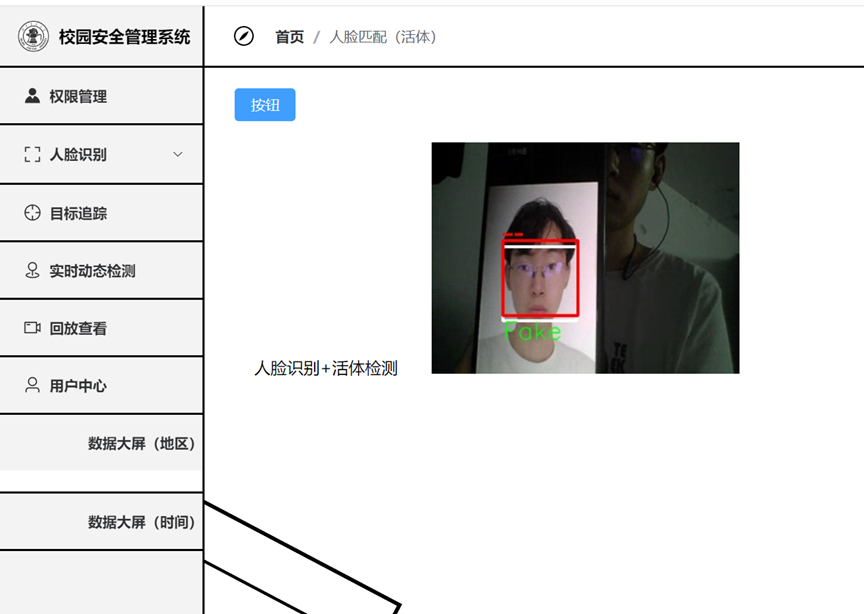 校园安全管理系统
首页 / 人脸匹配（活体）
权限管理
按钮
人脸识别
目标追踪
实时动态检测
回放查看
用户中心
数据大屏（地区）
数据大屏（时间）
Fake
人脸识别+活体检测